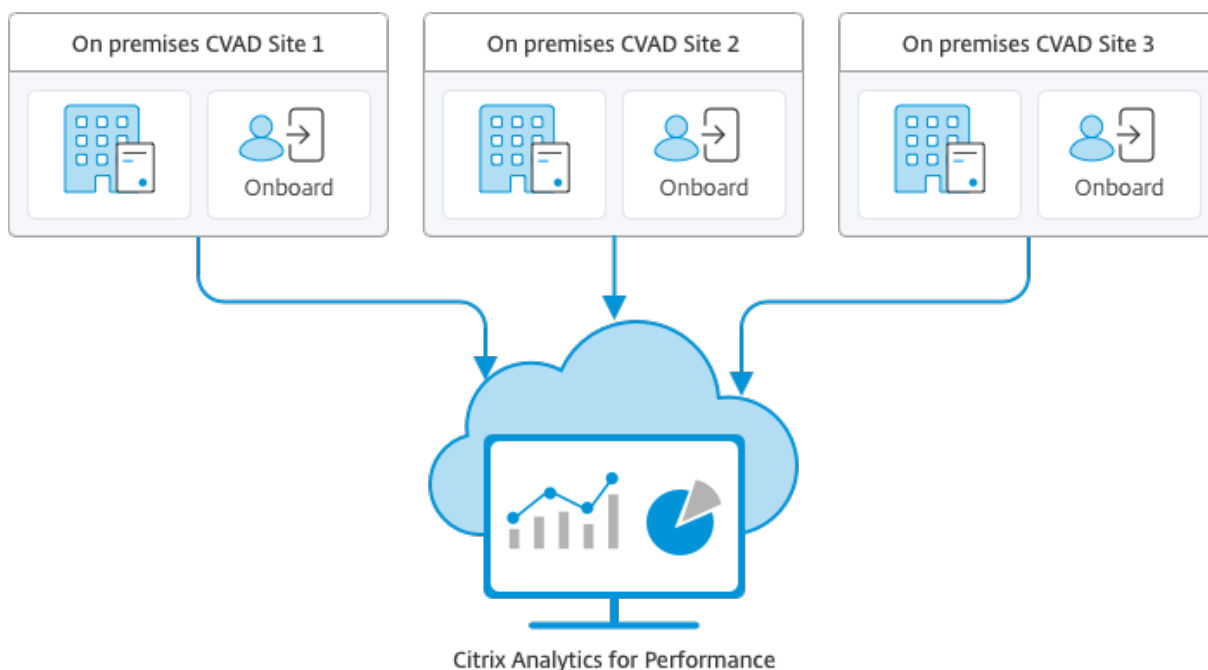 On premises CVAD Site 1
On premises CVAD Site 2
On premises CVAD Site 3
Onboard
Onboard
Onboard
Citrix Analytics for Performance